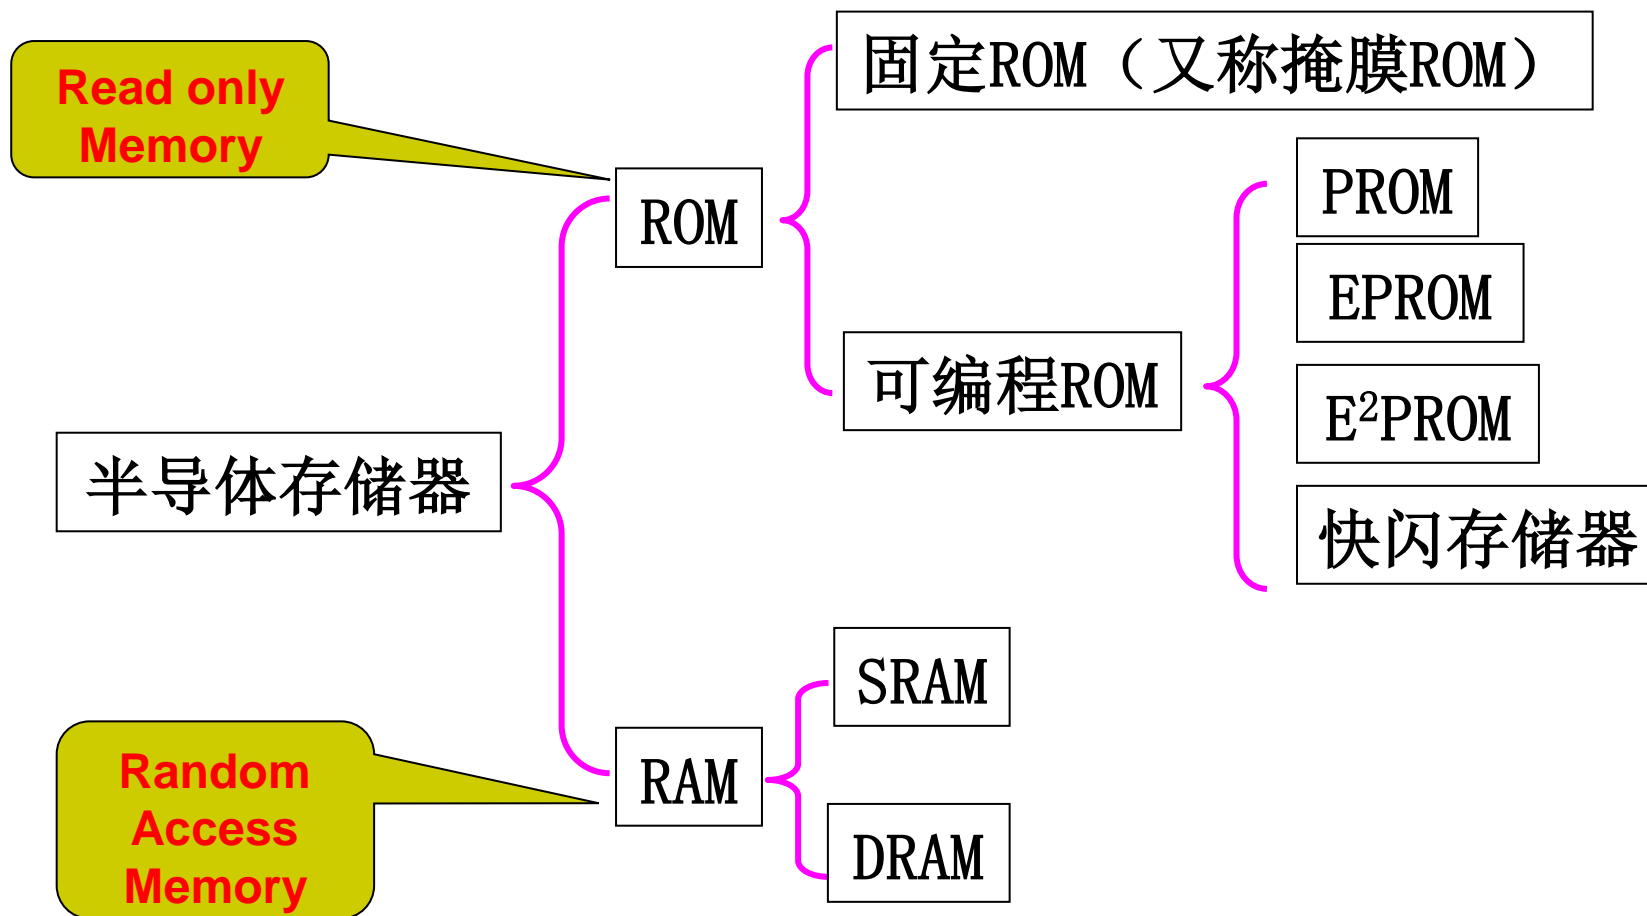 Read only
Memory
固定ROM（又称掩膜ROM）
PROM
ROM
EPROM
可编程ROM
E²PROM
半导体存储器
快闪存储器
SRAM
RAM
Random
Access
Memory
DRAM